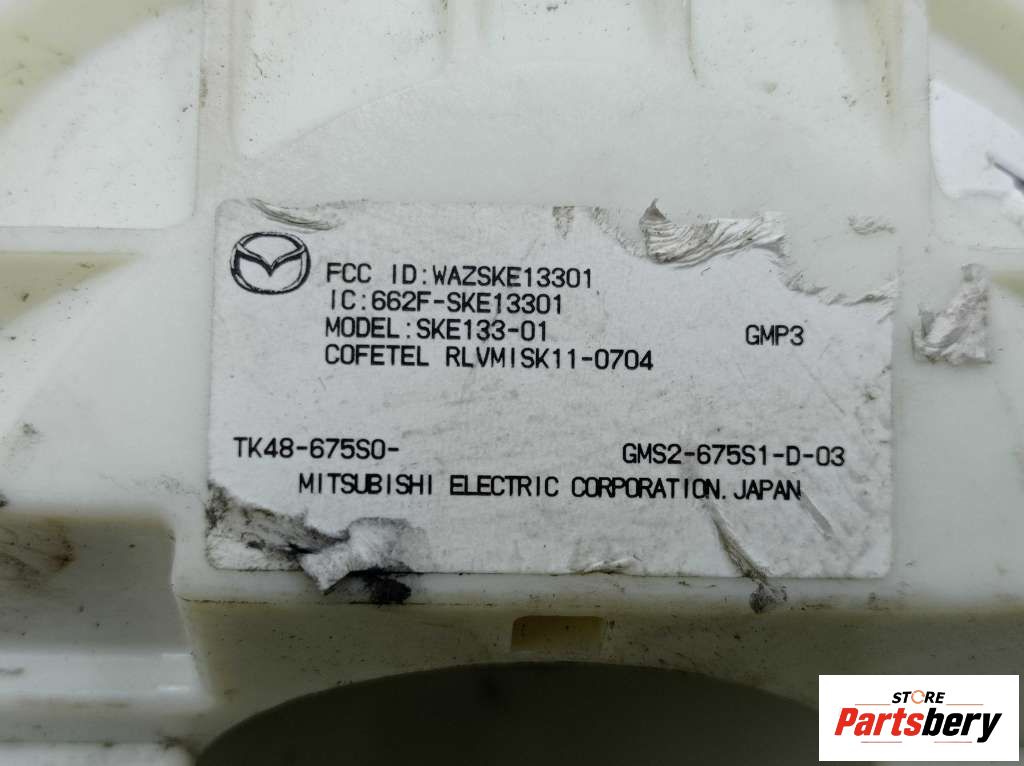 FCC ID:WAZSKE13301
IC:662F-SKE13301
MODEL:SKE133-01
GMP3
COFETEL RLVMISK11-0704
TK48-675S0-
GMS2-675S1-D-03
MITSUBISHI ELECTRIC CORPORATION. JAPAN
STORE
Partsbery